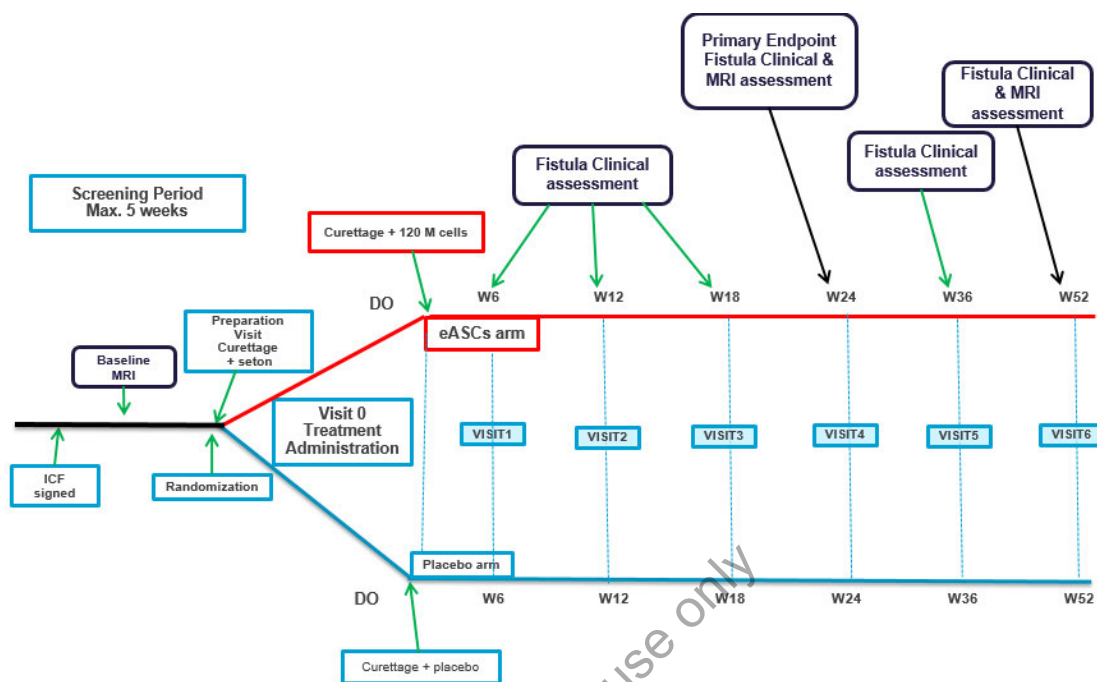 Primary Endpoint
Fistula Clinical &
MRI assessment
Fistula Clinical
& MRI
assessment
Fistula Clinical
assessment
Fistula Clinical
assessment
Screening Period
Max. 5 weeks
Curettage + 120 M cells
DO
W6
W12
W18
W24
W36
W52
eASCs arm
Preparation
Visit
Curettage
+ seton
Baseline
MRI
Visit 0
Treatment
Administration
VISIT1
VISIT2
VISIT3
VISIT4
VISIT5
VISIT6
ICF
signed
Randomization
Placebo arm
DO
W6
W12
W18
W24
W36
W52
Curettage + placebo
use only